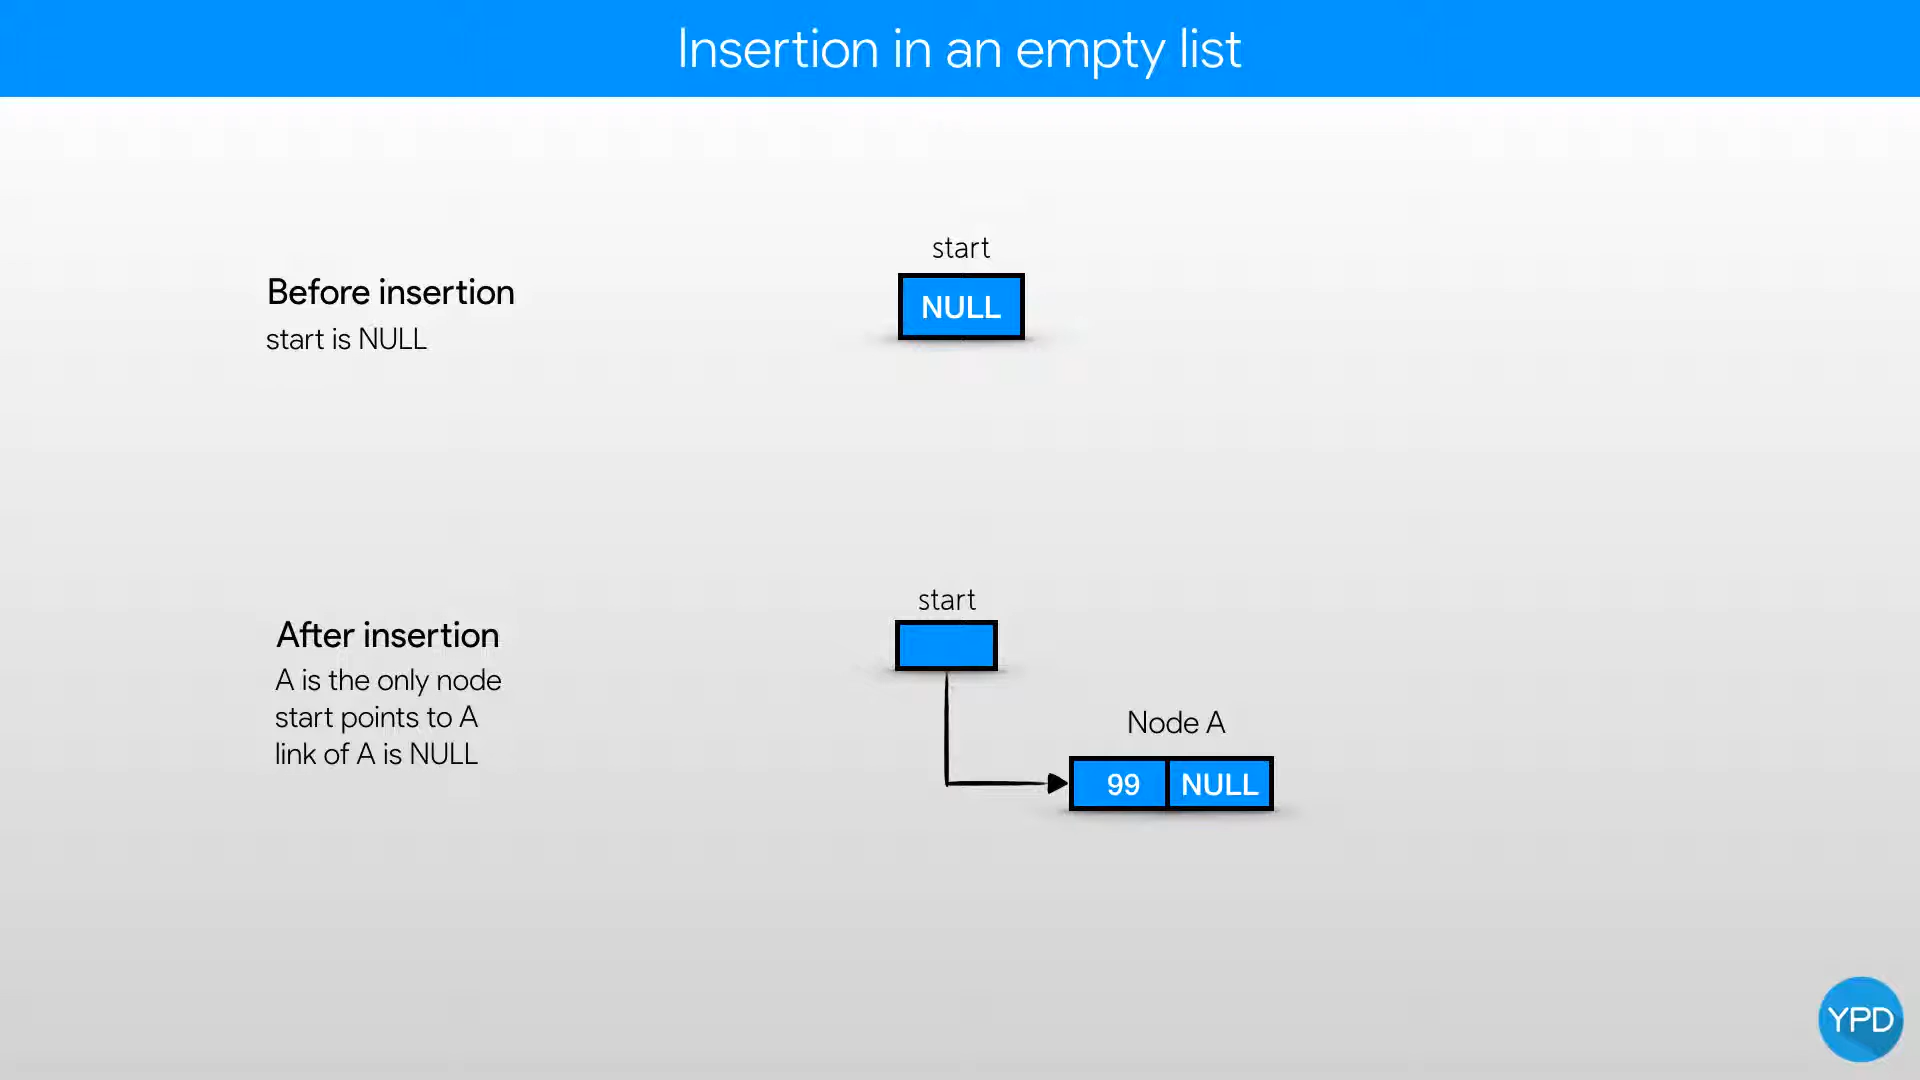 Insertion in an empty list
start
Before insertion
NULL
start is NULL
start
After insertion
A is the only node
start points to A
Node A
link of A is NULL
99 NULL
YPD